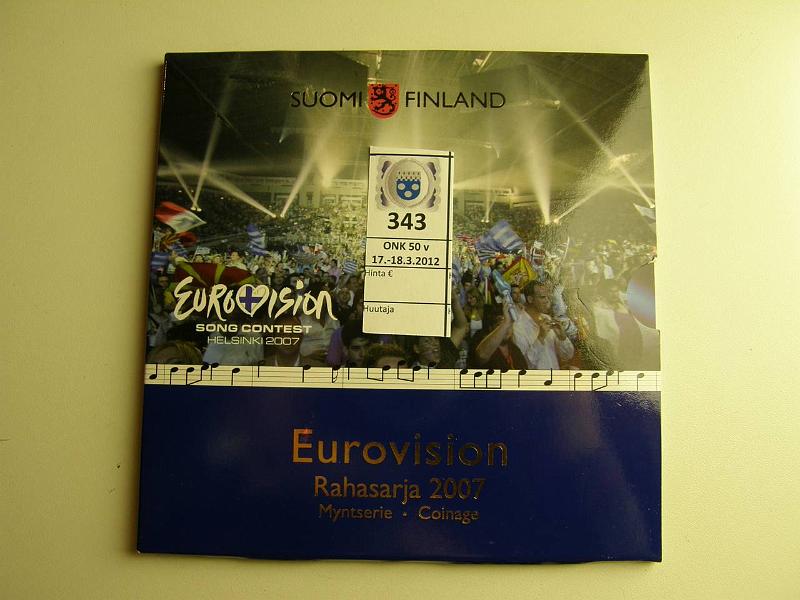 SUOMI FINLAND
343
ONK 50 v
17.-18.3.2012
Hinta €
Huutaja
EUROVISION
SONG CONTEST
HELSINKI 2007
Eurovision
Rahasarja 2007
Myntserie · Coinage